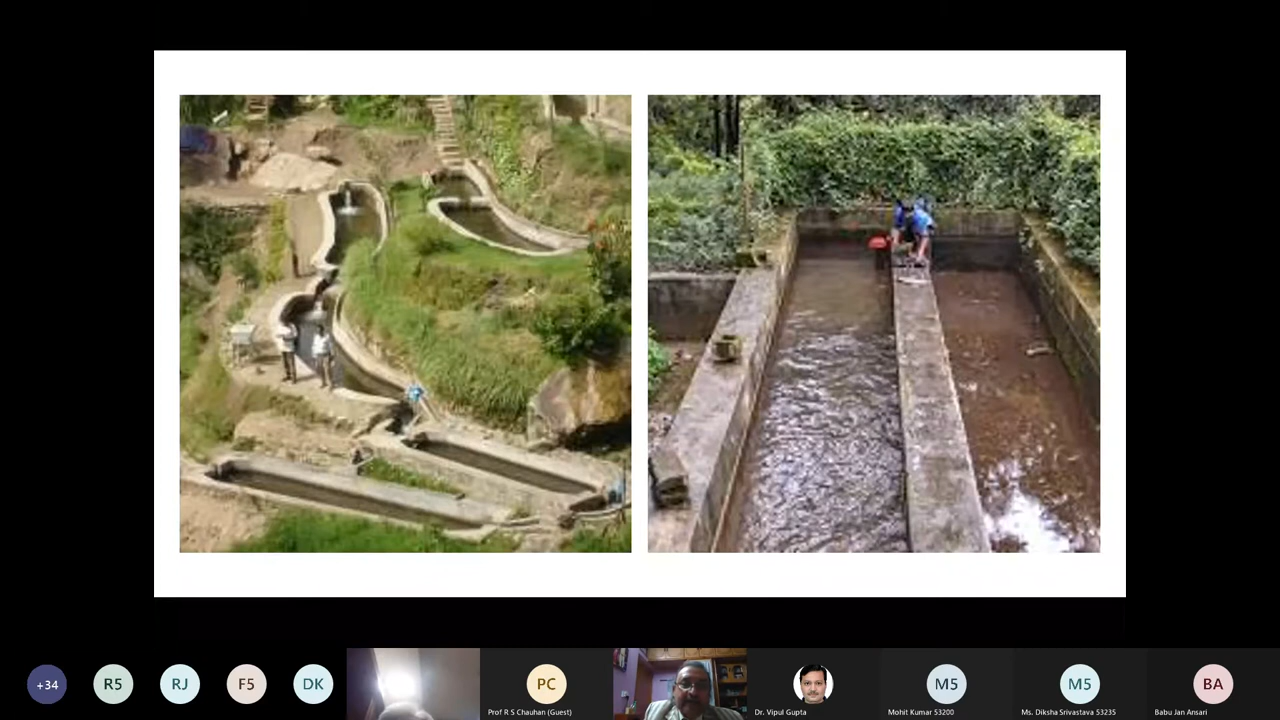 +34
R5
RJ
F5
DK
PC
Prof R S Chauhan (Guest)
Dr. Vipul Gupta
M5
Mohit Kumar 53200
M5
Ms. Diksha Srivastava 53235
BA
Babu Jan Ansari